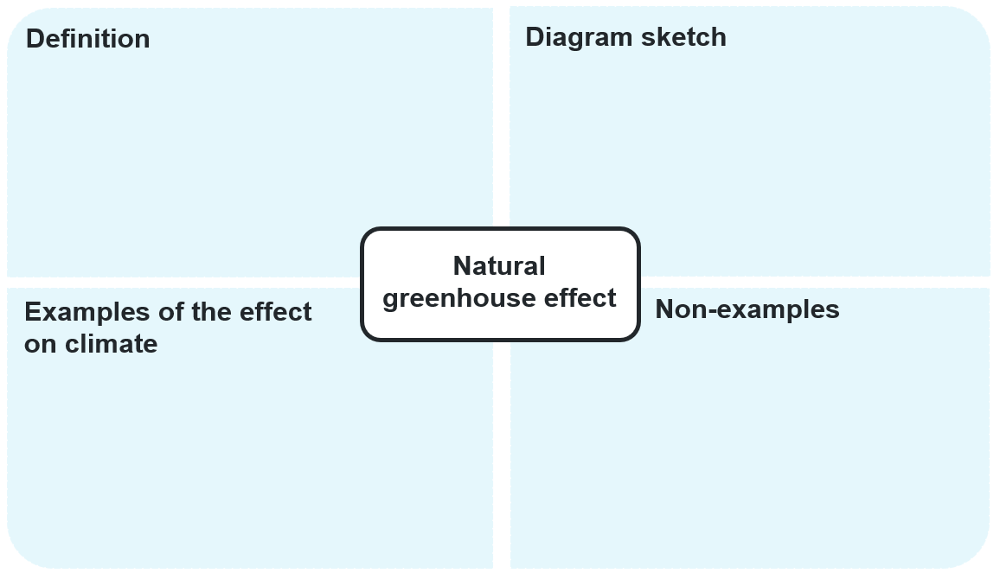 Definition
Diagram sketch
Natural
greenhouse effect
Examples of the effect
on climate
Non-examples